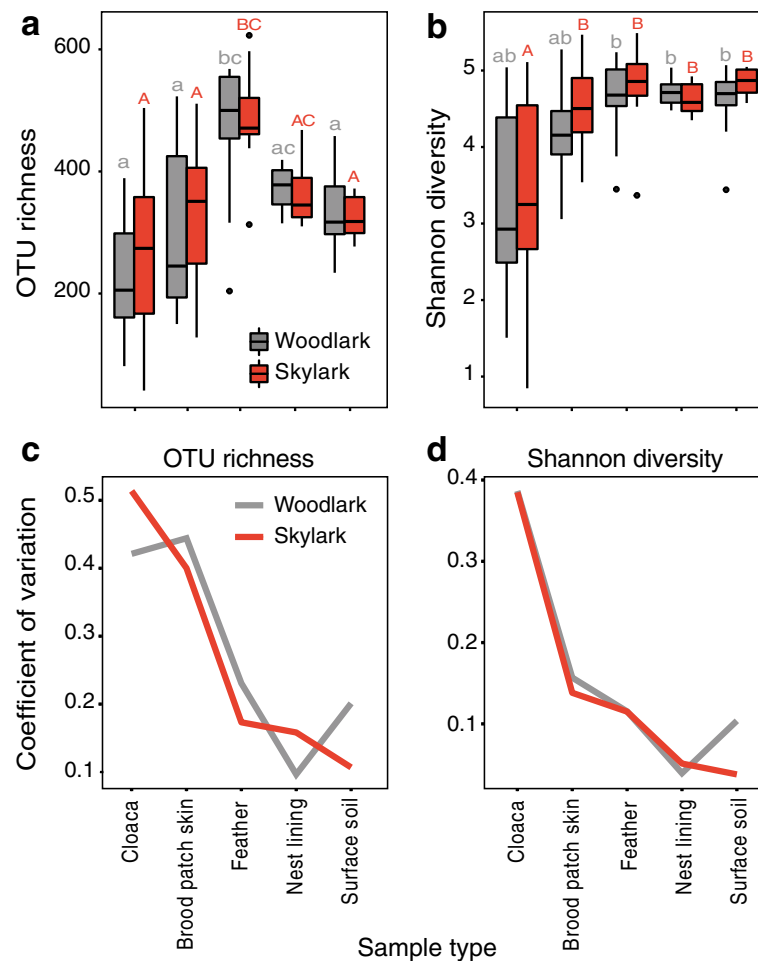 a
OTU richness
600
400
200
a
A
a
A
bc
BC
ac
AC
a
A
Woodlark
Skylark
b
Shannon diversity
5
4
3
2
1
ab
A
ab
B
b
B
b
B
b
B
c
OTU richness
Coefficient of variation
0.5
0.4
0.3
0.2
0.1
Woodlark
Skylark
Cloaca
Brood patch skin
Feather
Nest lining
Surface soil
d
Shannon diversity
0.4
0.3
0.2
0.1
Cloaca
Brood patch skin
Feather
Nest lining
Surface soil
Sample type